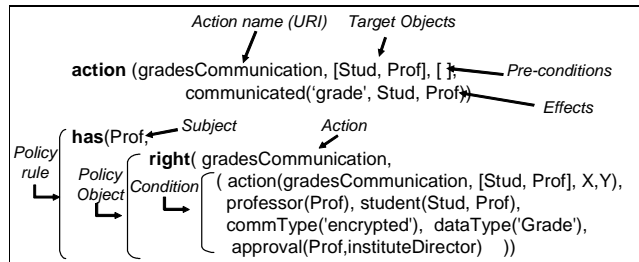 Action name (URI) Target Objects
action (gradesCommunication, [Stud, Prof], [ ],
Pre-conditions
communicated('grade', Stud, Prof))
Effects
has(Prof, Subject Action
Policy rule
Policy Object
right( gradesCommunication,
Condition
( action(gradesCommunication, [Stud, Prof], X,Y),
professor(Prof), student(Stud, Prof),
commType('encrypted'), dataType('Grade'),
approval(Prof,instituteDirector) ))